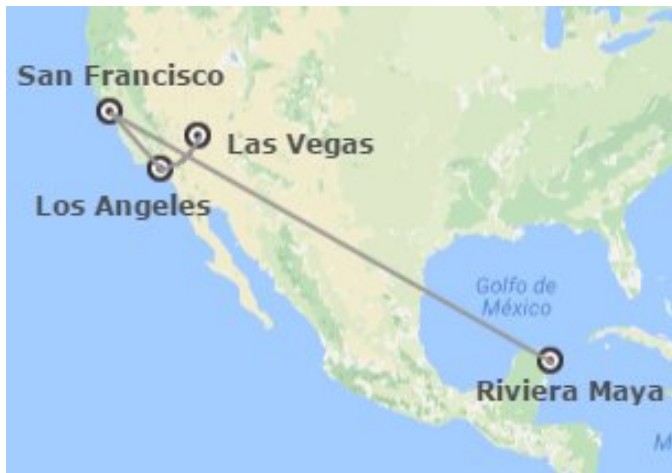 San Francisco
Las Vegas
Los Angeles
Golfo de
México
Riviera Maya
M